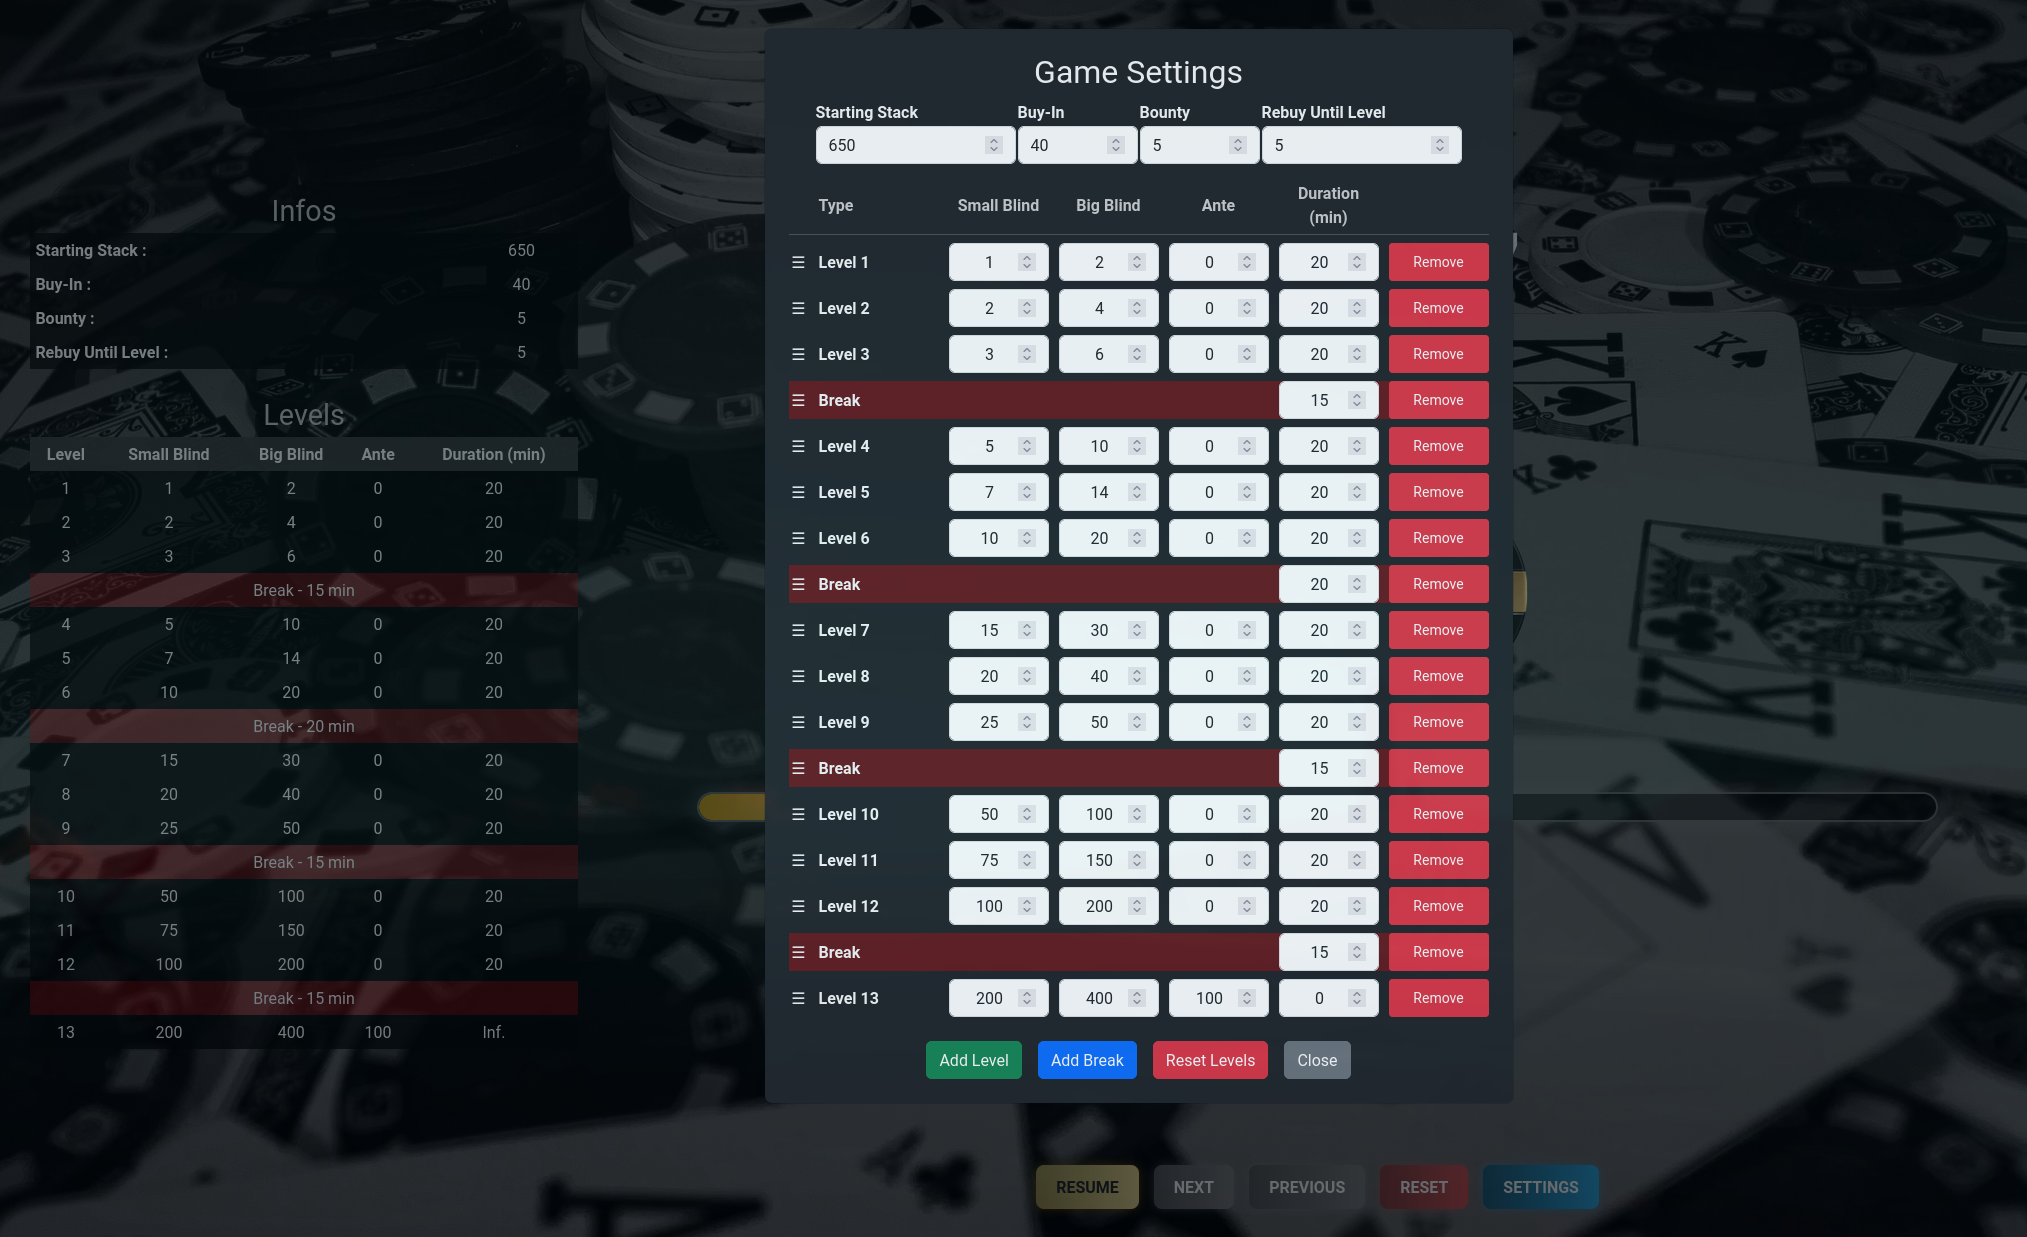 Infos
Starting Stack : 650
Buy-In : 40
Bounty : 5
Rebuy Until Level : 5
Levels
Level Small Blind Big Blind Ante Duration (min)
1 1 2 0 20
2 2 4 0 20
3 3 6 0 20
Break - 15 min
4 5 10 0 20
5 7 14 0 20
6 10 20 0 20
Break - 20 min
7 15 30 0 20
8 20 40 0 20
9 25 50 0 20
Break - 15 min
10 50 100 0 20
11 75 150 0 20
12 100 200 0 20
Break - 15 min
13 200 400 100 Inf.
Game Settings
Starting Stack Buy-In Bounty Rebuy Until Level
650 40 5 5
Type Small Blind Big Blind Ante Duration
(min)
Level 1 1 2 0 20 Remove
Level 2 2 4 0 20 Remove
Level 3 3 6 0 20 Remove
Break 15 Remove
Level 4 5 10 0 20 Remove
Level 5 7 14 0 20 Remove
Level 6 10 20 0 20 Remove
Break 20 Remove
Level 7 15 30 0 20 Remove
Level 8 20 40 0 20 Remove
Level 9 25 50 0 20 Remove
Break 15 Remove
Level 10 50 100 0 20 Remove
Level 11 75 150 0 20 Remove
Level 12 100 200 0 20 Remove
Break 15 Remove
Level 13 200 400 100 0 Remove
Add Level Add Break Reset Levels Close
RESUME NEXT PREVIOUS RESET SETTINGS
K
K
A
A